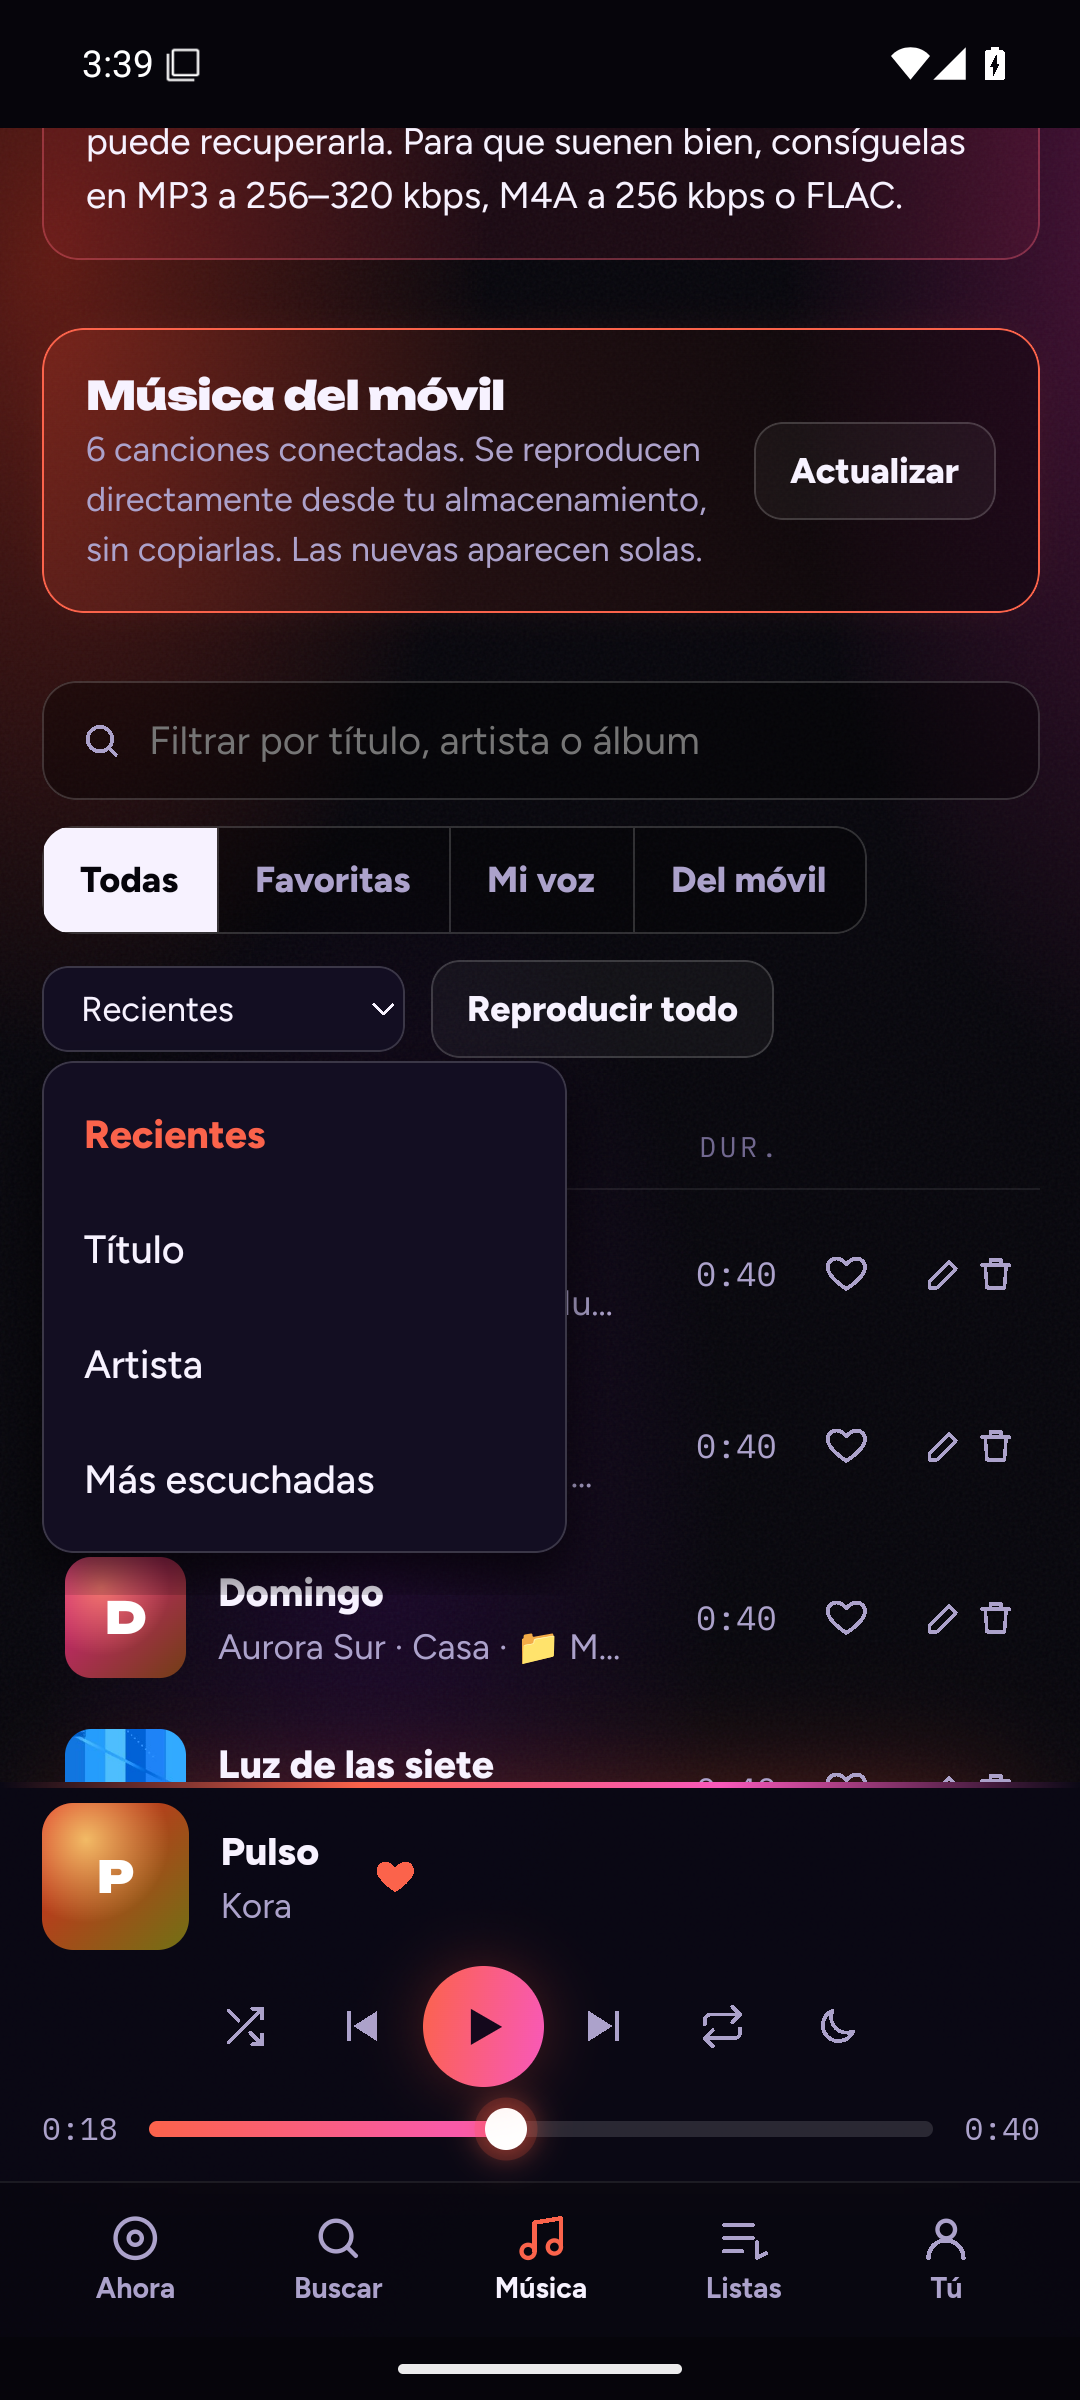 3:39
puede recuperarla. Para que suenen bien, consíguelas
en MP3 a 256–320 kbps, M4A a 256 kbps o FLAC.
Música del móvil
6 canciones conectadas. Se reproducen
directamente desde tu almacenamiento,
sin copiarlas. Las nuevas aparecen solas.
Actualizar
Filtrar por título, artista o álbum
Todas
Favoritas
Mi voz
Del móvil
Recientes
Reproducir todo
Recientes
Título
Artista
Más escuchadas
DUR.
0:40
0:40
Domingo
Aurora Sur · Casa · 📁 M...
0:40
Luz de las siete
Pulso
Kora
0:18
0:40
Ahora
Buscar
Música
Listas
Tú